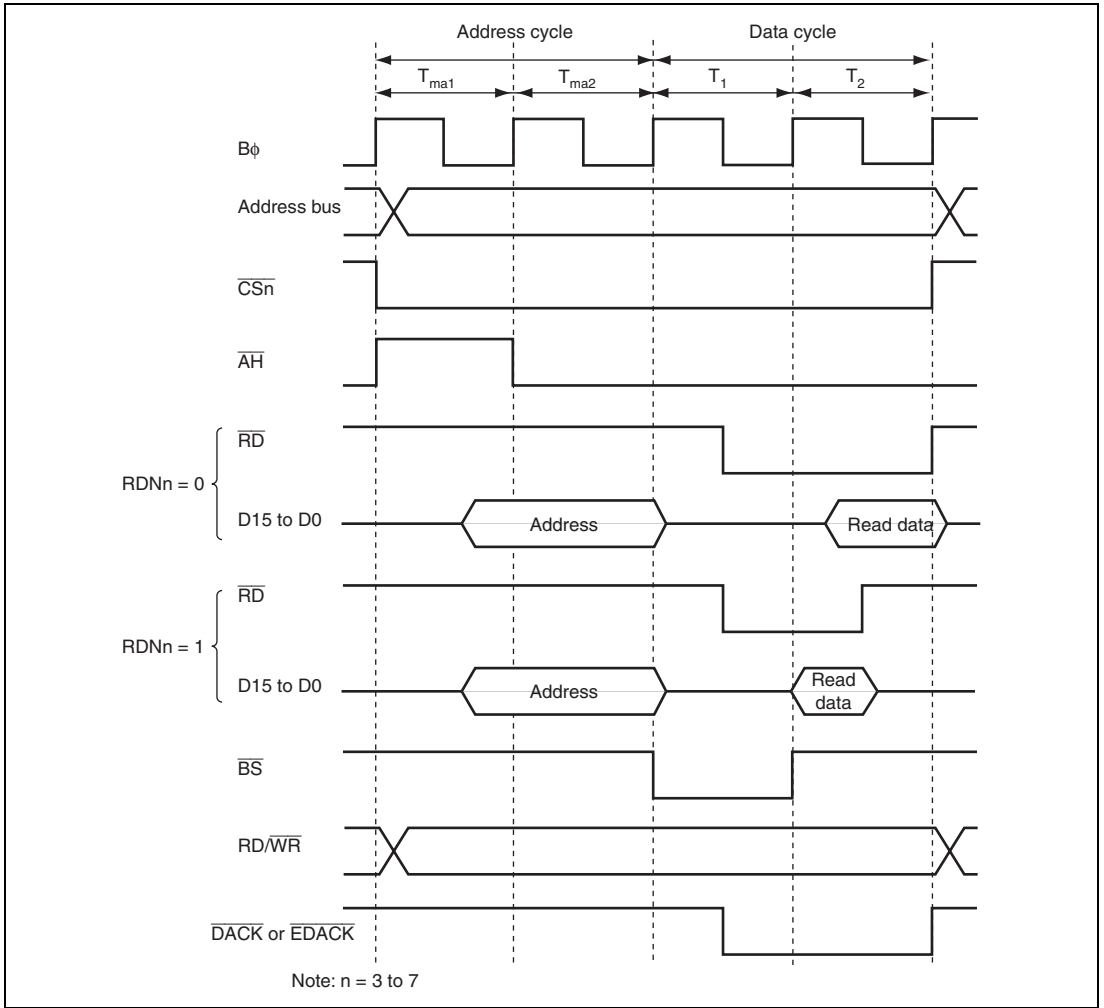 Address cycle Data cycle
Tma1 Tma2 T1 T2
Bϕ
Address bus
CSn
AH
RD
RDNn = 0
D15 to D0 Address Read data
RD
RDNn = 1
D15 to D0 Address Read
data
BS
RD/WR
DACK or EDACK
Note: n = 3 to 7